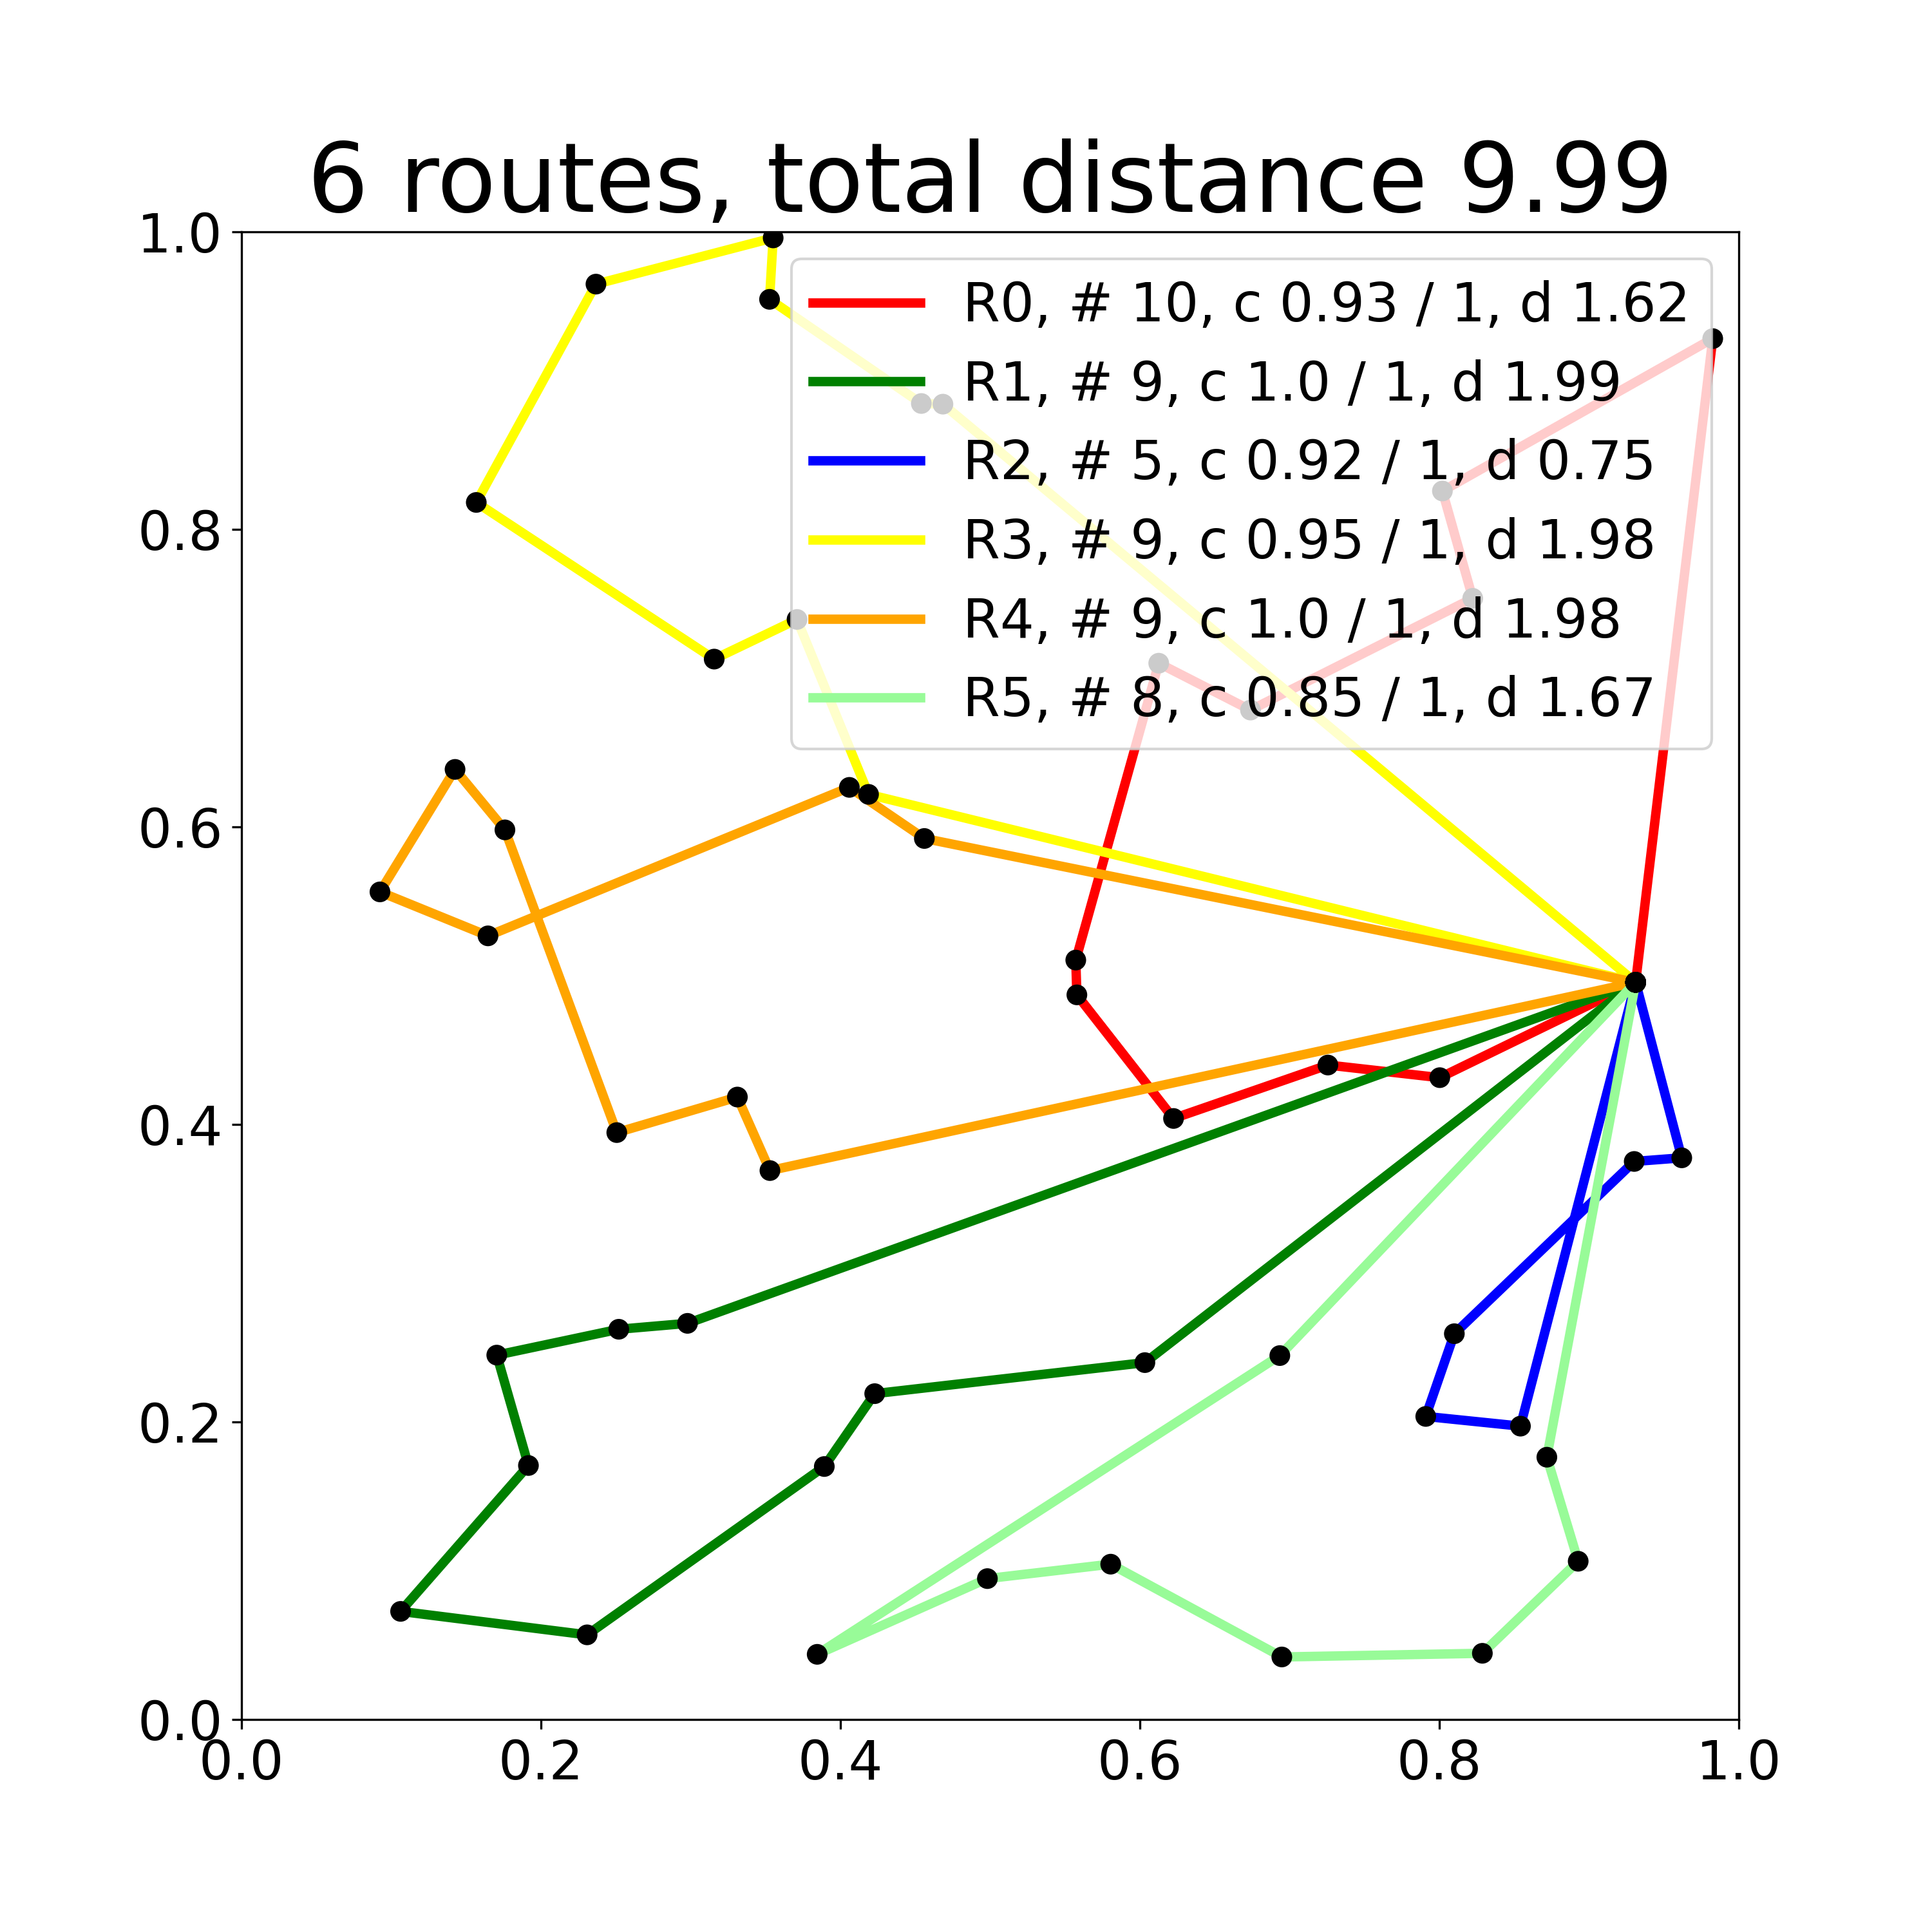 6 routes, total distance 9.99
1.0
0.8
0.6
0.4
0.2
0.0
R0, # 10, c 0.93 / 1, d 1.62
R1, # 9, c 1.0 / 1, d 1.99
R2, # 5, c 0.92 / 1, d 0.75
R3, # 9, c 0.95 / 1, d 1.98
R4, # 9, c 1.0 / 1, d 1.98
R5, # 8, c 0.85 / 1, d 1.67
0.0 0.2 0.4 0.6 0.8 1.0